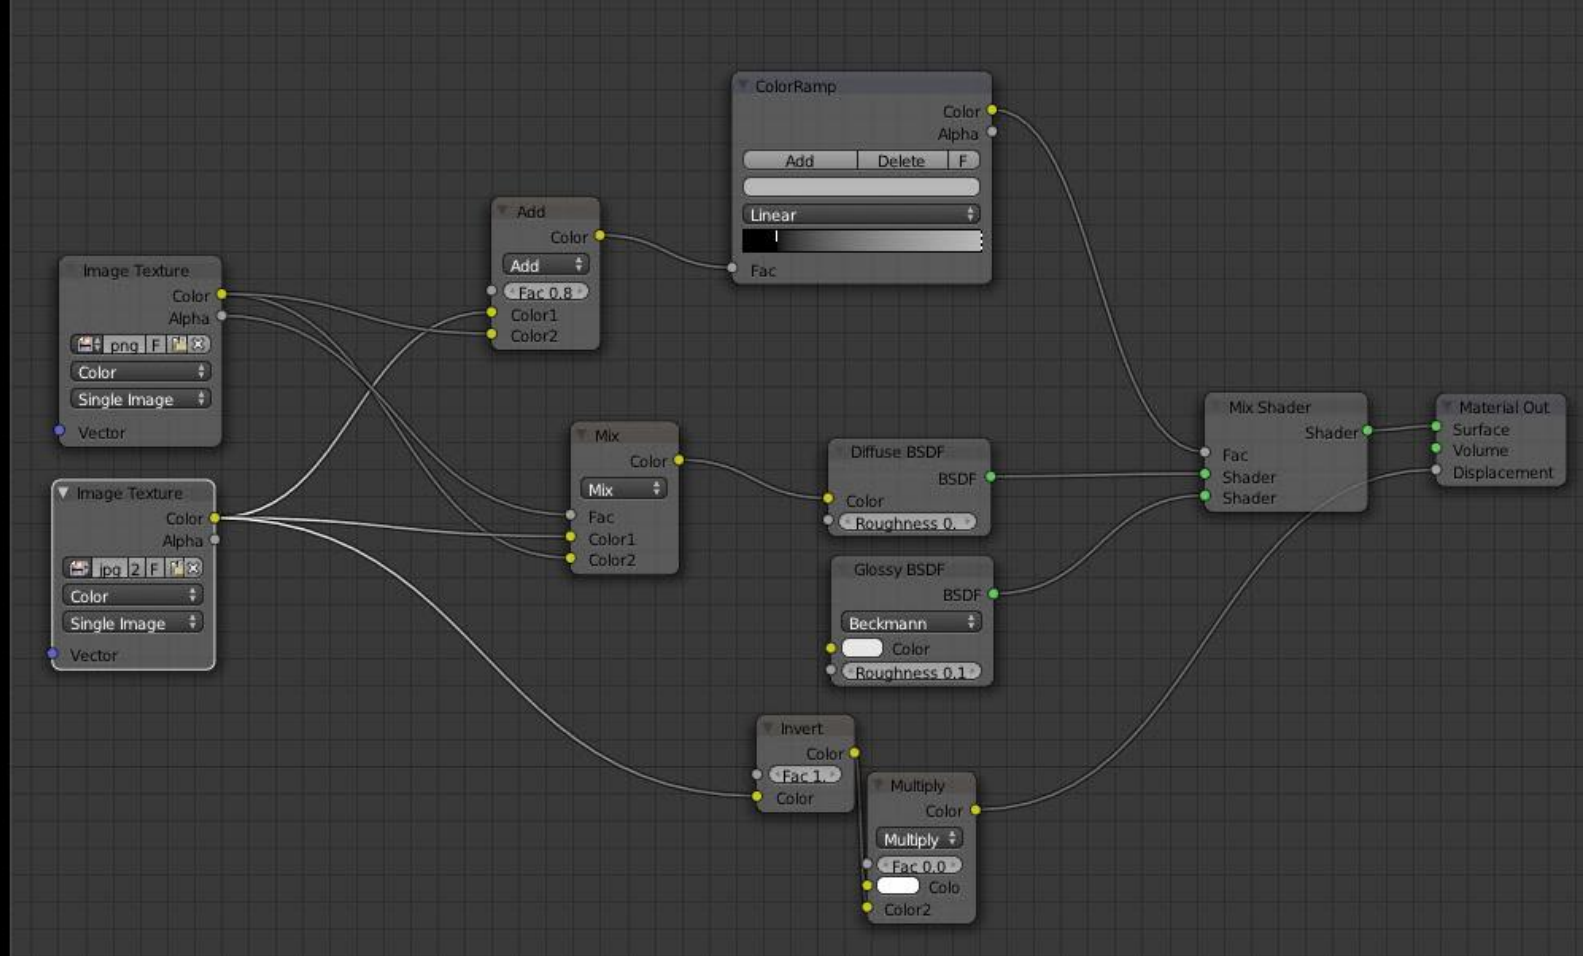 ColorRamp
Color
Alpha
Add Delete F
Linear
Fac
Add
Color
Add
Fac 0.8
Color1
Color2
Image Texture
Color
Alpha
png F
Color
Single Image
Vector
Image Texture
Color
Alpha
jpg 2 F
Color
Single Image
Vector
Mix
Color
Mix
Fac
Color1
Color2
Diffuse BSDF
BSDF
Color
Roughness 0.
Glossy BSDF
BSDF
Beckmann
Color
Roughness 0.1
Mix Shader
Shader
Fac
Shader
Shader
Material Out
Surface
Volume
Displacement
Invert
Color
Fac 1.
Color
Multiply
Color
Multiply
Fac 0.0
Colo
Color2